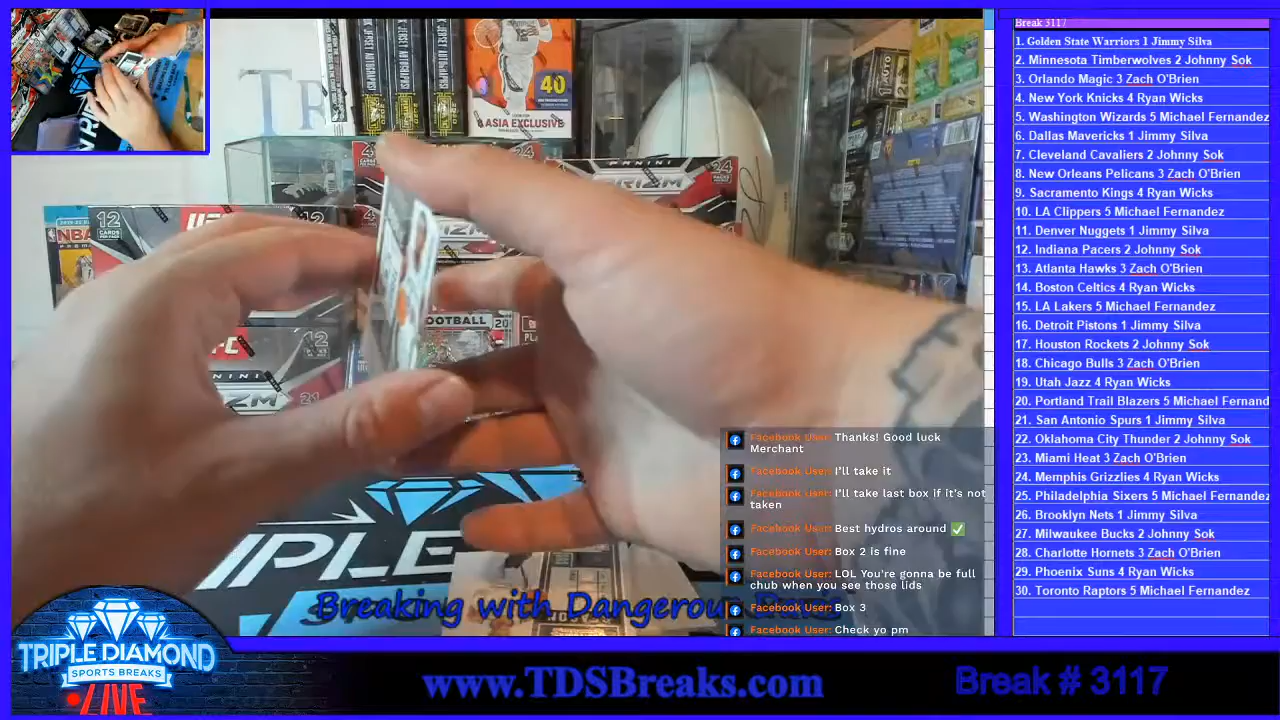 Break 3117
1. Golden State Warriors 1 Jimmy Silva
2. Minnesota Timberwolves 2 Johnny Sok
3. Orlando Magic 3 Zach O'Brien
4. New York Knicks 4 Ryan Wicks
5. Washington Wizards 5 Michael Fernandez
6. Dallas Mavericks 1 Jimmy Silva
7. Cleveland Cavaliers 2 Johnny Sok
8. New Orleans Pelicans 3 Zach O'Brien
9. Sacramento Kings 4 Ryan Wicks
10. LA Clippers 5 Michael Fernandez
11. Denver Nuggets 1 Jimmy Silva
12. Indiana Pacers 2 Johnny Sok
13. Atlanta Hawks 3 Zach O'Brien
14. Boston Celtics 4 Ryan Wicks
15. LA Lakers 5 Michael Fernandez
16. Detroit Pistons 1 Jimmy Silva
17. Houston Rockets 2 Johnny Sok
18. Chicago Bulls 3 Zach O'Brien
19. Utah Jazz 4 Ryan Wicks
20. Portland Trail Blazers 5 Michael Fernand
21. San Antonio Spurs 1 Jimmy Silva
22. Oklahoma City Thunder 2 Johnny Sok
23. Miami Heat 3 Zach O'Brien
24. Memphis Grizzlies 4 Ryan Wicks
25. Philadelphia Sixers 5 Michael Fernandez
26. Brooklyn Nets 1 Jimmy Silva
27. Milwaukee Bucks 2 Johnny Sok
28. Charlotte Hornets 3 Zach O'Brien
29. Phoenix Suns 4 Ryan Wicks
30. Toronto Raptors 5 Michael Fernandez
40
ASIA EXCLUSIVE
PANINI
PRIZM
24
12
CARDS
UFC
12
NBA
FOOTBALL 20
12
IPLE
Facebook User: Thanks! Good luck
Merchant
Facebook User: I'll take it
Facebook User: I'll take last box if it's not
taken
Facebook User: Best hydros around ✅
Facebook User: Box 2 is fine
Facebook User: LOL You're gonna be full
chub when you see those lids
Facebook User: Box 3
Facebook User: Check yo pm
Breaking with Dangerous
TRIPLE DIAMOND
SPORTS BREAKS
LIVE
www.TDSBreaks.com
Break # 3117